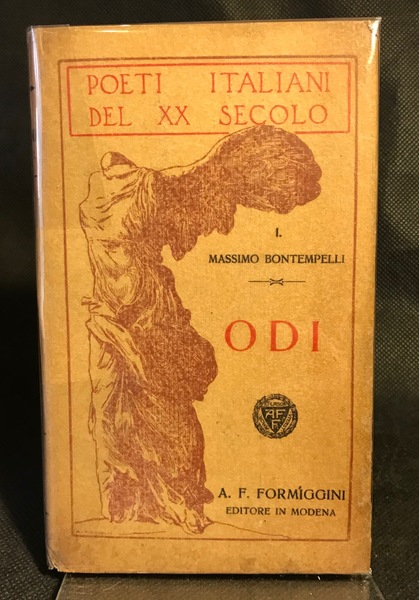 POETI ITALIANI
DEL XX SECOLO
I.
MASSIMO BONTEMPELLI
ODI
A F
F
A. F. FORMÍGGINI
EDITORE IN MODENA